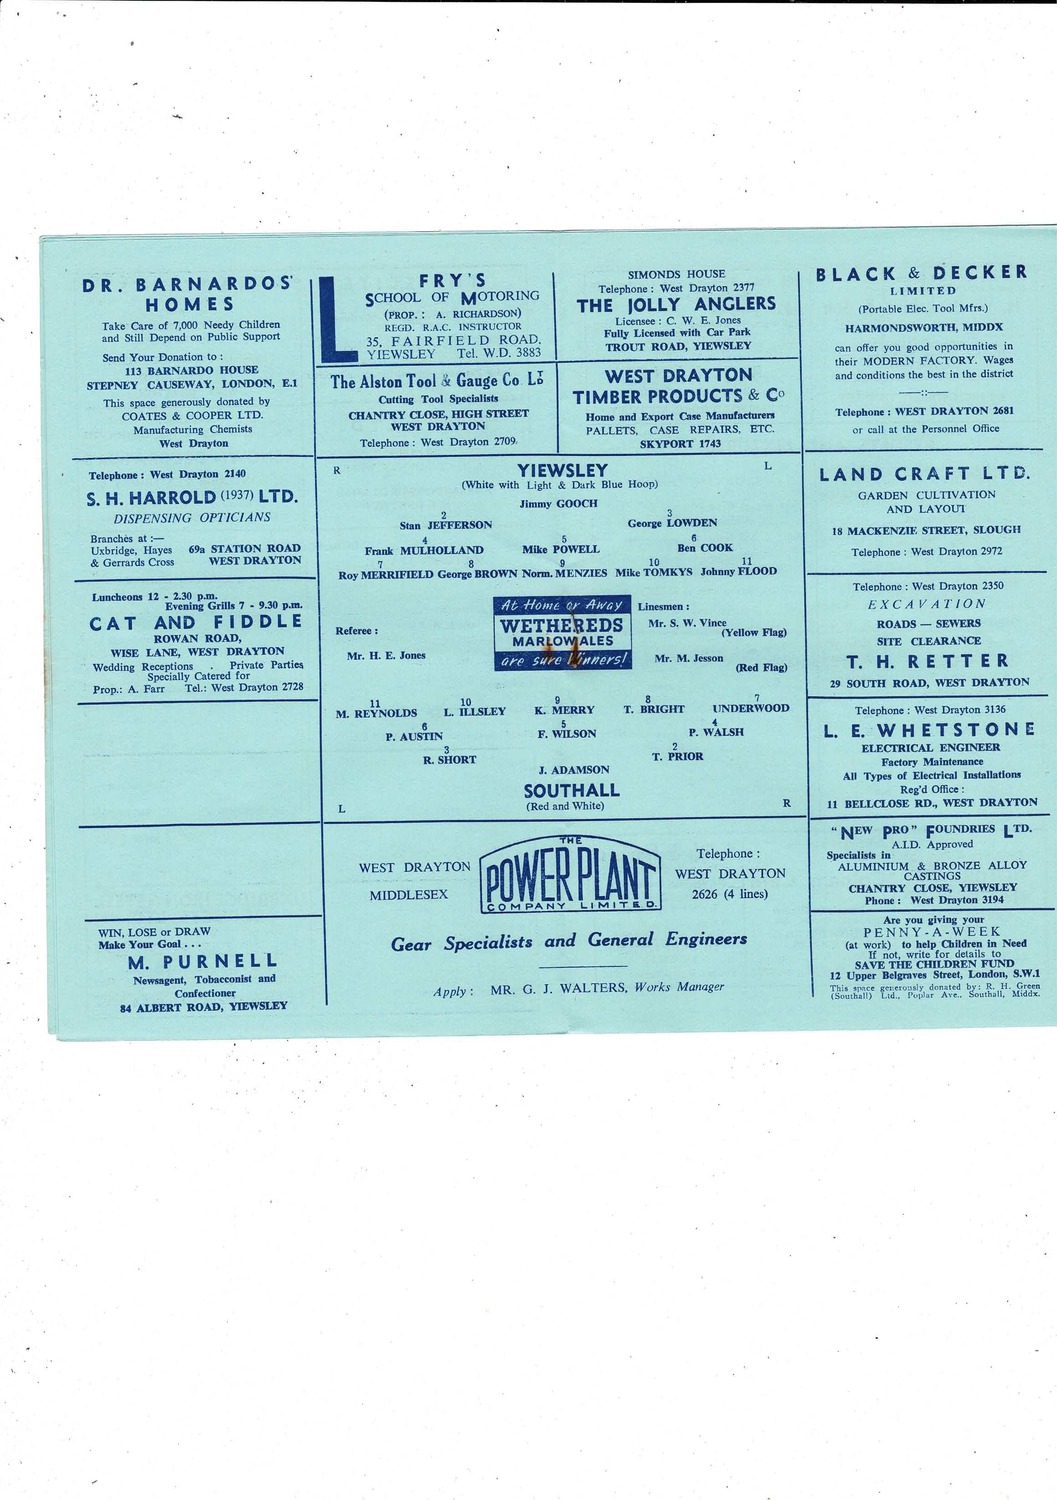 DR. BARNARDOS'
HOMES
Take Care of 7,000 Needy Children
and Still Depend on Public Support
Send Your Donation to :
113 BARNARDO HOUSE
STEPNEY CAUSEWAY, LONDON, E.1
This space generously donated by
COATES & COOPER LTD.
Manufacturing Chemists
West Drayton
Telephone : West Drayton 2140
S. H. HARROLD (1937) LTD.
DISPENSING OPTICIANS
Branches at :—
Uxbridge, Hayes
& Gerrards Cross
69a STATION ROAD
WEST DRAYTON
Luncheons 12 - 2.30 p.m.
Evening Grills 7 - 9.30 p.m.
CAT AND FIDDLE
ROWAN ROAD,
WISE LANE, WEST DRAYTON
Wedding Receptions . Private Parties
Specially Catered for
Prop.: A. Farr Tel.: West Drayton 2728
WIN, LOSE or DRAW
Make Your Goal . . .
M. PURNELL
Newsagent, Tobacconist and
Confectioner
84 ALBERT ROAD, YIEWSLEY
L
FRY'S
SCHOOL OF MOTORING
(PROP. : A. RICHARDSON)
REGD. R.A.C. INSTRUCTOR
35, FAIRFIELD ROAD,
YIEWSLEY Tel. W.D. 3883
SIMONDS HOUSE
Telephone : West Drayton 2377
THE JOLLY ANGLERS
Licensee : C. W. E. Jones
Fully Licensed with Car Park
TROUT ROAD, YIEWSLEY
The Alston Tool & Gauge Co. LTD
Cutting Tool Specialists
CHANTRY CLOSE, HIGH STREET
WEST DRAYTON
Telephone : West Drayton 2709.
WEST DRAYTON
TIMBER PRODUCTS & Co
Home and Export Case Manufacturers
PALLETS, CASE REPAIRS, ETC.
SKYPORT 1743
R YIEWSLEY L
(White with Light & Dark Blue Hoop)
Jimmy GOOCH
2 3
Stan JEFFERSON George LOWDEN
4 5 6
Frank MULHOLLAND Mike POWELL Ben COOK
7 8 9 10 11
Roy MERRIFIELD George BROWN Norm. MENZIES Mike TOMKYS Johnny FLOOD
Referee :
Mr. H. E. Jones
At Home or Away
WETHEREDS
MARLOW ALES
are sure Winners!
Linesmen :
Mr. S. W. Vince
(Yellow Flag)
Mr. M. Jesson
(Red Flag)
11 10 9 8 7
M. REYNOLDS L. ILLSLEY K. MERRY T. BRIGHT UNDERWOOD
6 5 4
P. AUSTIN F. WILSON P. WALSH
3 2
R. SHORT T. PRIOR
J. ADAMSON
SOUTHALL
L (Red and White) R
WEST DRAYTON
MIDDLESEX
THE
POWER PLANT
COMPANY LIMITED.
Telephone :
WEST DRAYTON
2626 (4 lines)
Gear Specialists and General Engineers
Apply : MR. G. J. WALTERS, Works Manager
BLACK & DECKER
LIMITED
(Portable Elec. Tool Mfrs.)
HARMONDSWORTH, MIDDX
can offer you good opportunities in
their MODERN FACTORY. Wages
and conditions the best in the district
—::—
Telephone : WEST DRAYTON 2681
or call at the Personnel Office
LAND CRAFT LTD.
GARDEN CULTIVATION
AND LAYOUT
18 MACKENZIE STREET, SLOUGH
Telephone : West Drayton 2972
Telephone : West Drayton 2350
EXCAVATION
ROADS — SEWERS
SITE CLEARANCE
T. H. RETTER
29 SOUTH ROAD, WEST DRAYTON
Telephone : West Drayton 3136
L. E. WHETSTONE
ELECTRICAL ENGINEER
Factory Maintenance
All Types of Electrical Installations
Reg'd Office :
11 BELLCLOSE RD., WEST DRAYTON
"NEW PRO" FOUNDRIES LTD.
A.I.D. Approved
Specialists in
ALUMINIUM & BRONZE ALLOY
CASTINGS
CHANTRY CLOSE, YIEWSLEY
Phone : West Drayton 3194
Are you giving your
PENNY-A-WEEK
(at work) to help Children in Need
If not, write for details to
SAVE THE CHILDREN FUND
12 Upper Belgraves Street, London, S.W.1
This space generously donated by: R. H. Green
(Southall) Ltd., Poplar Ave., Southall, Middx.